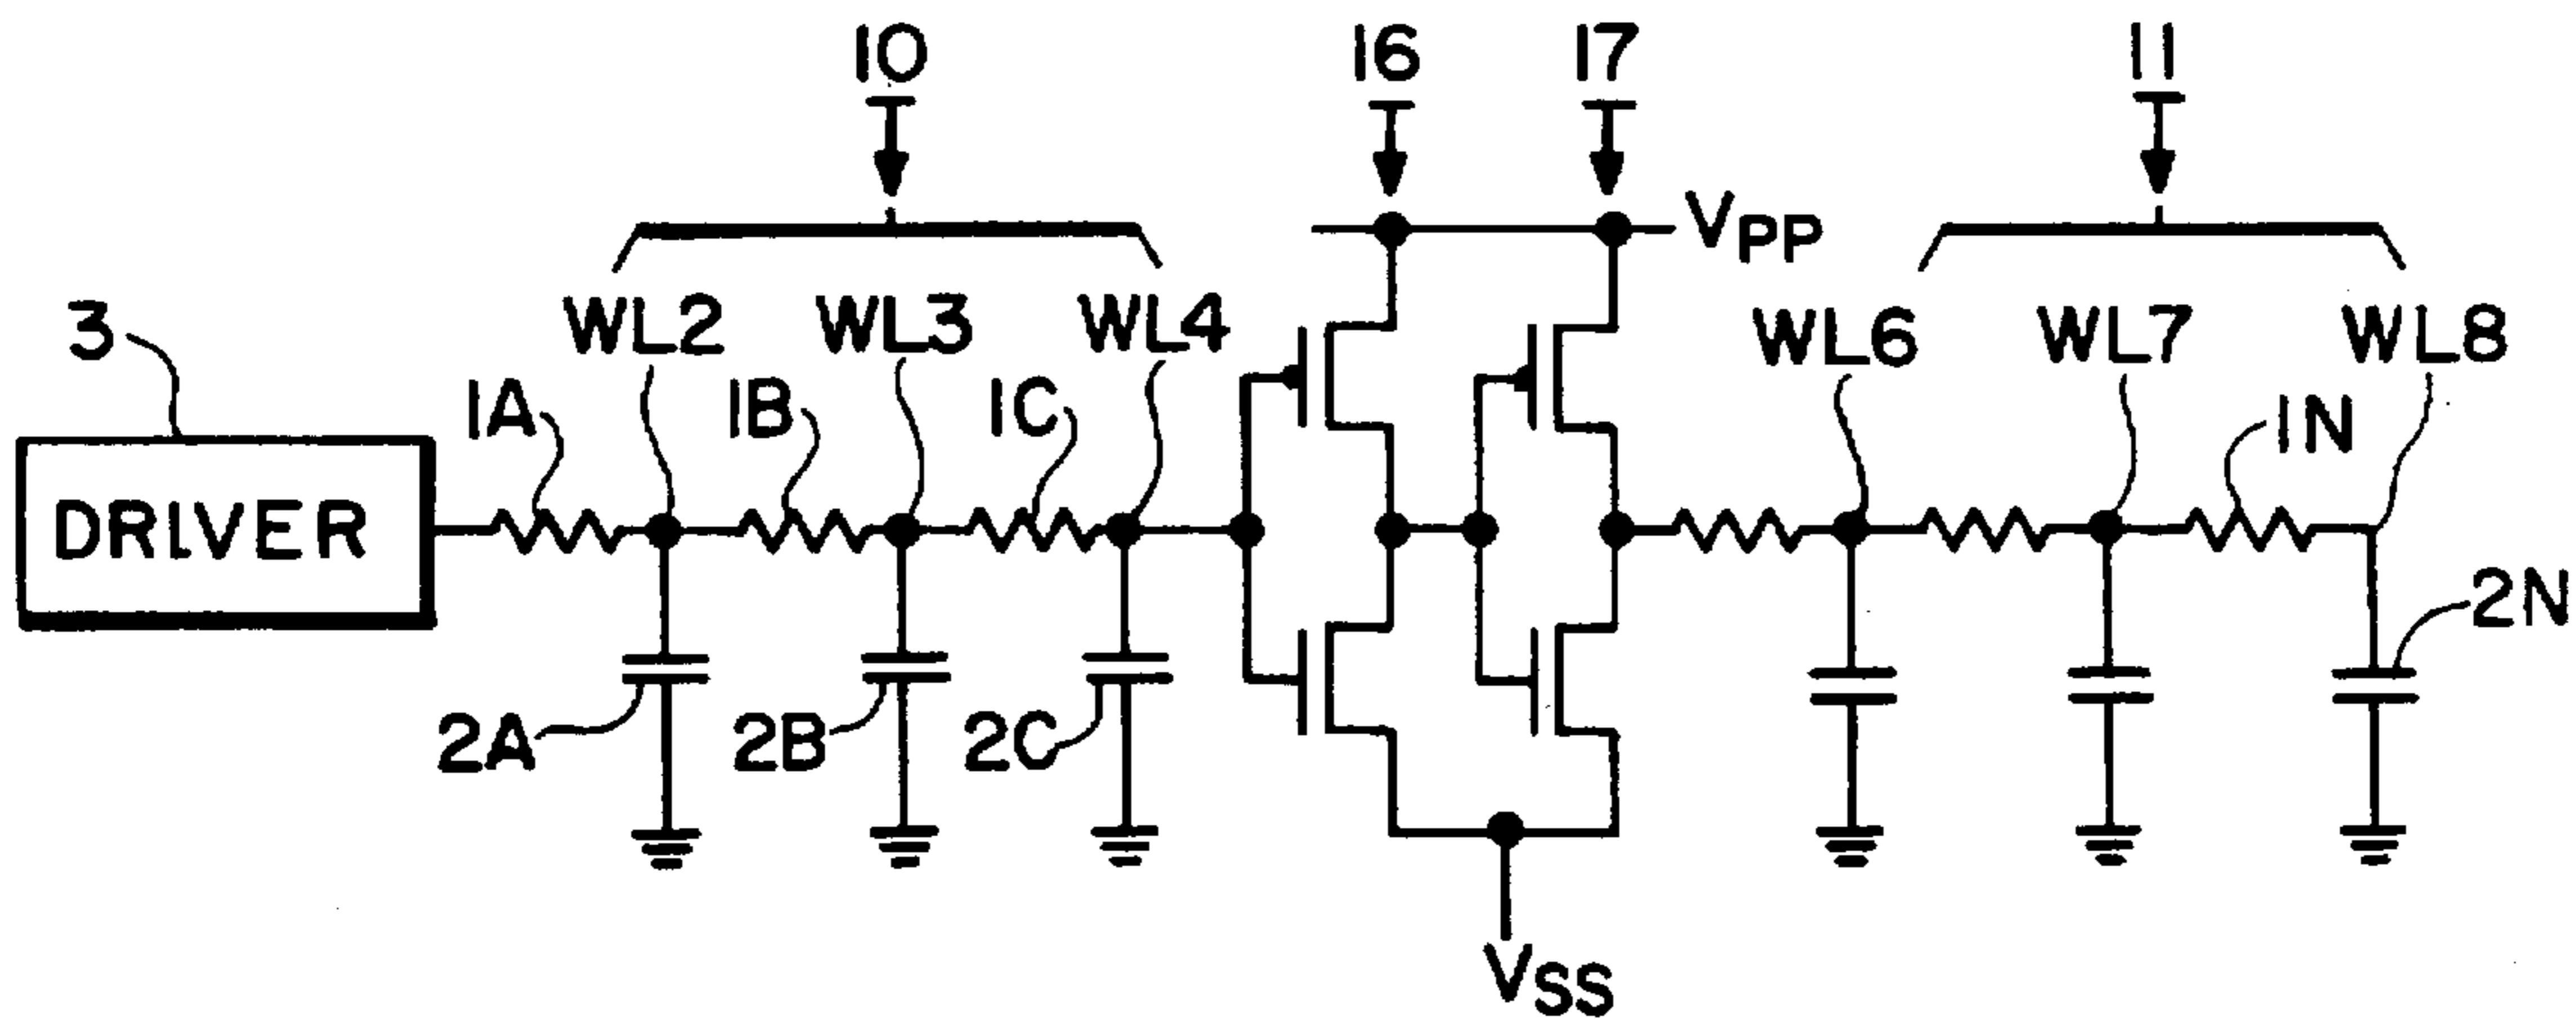 10 16 17 11
VPP
3 WL2 WL3 WL4 WL6 WL7 WL8
1A 1B 1C 1N
DRIVER
2N
2A 2B 2C
VSS